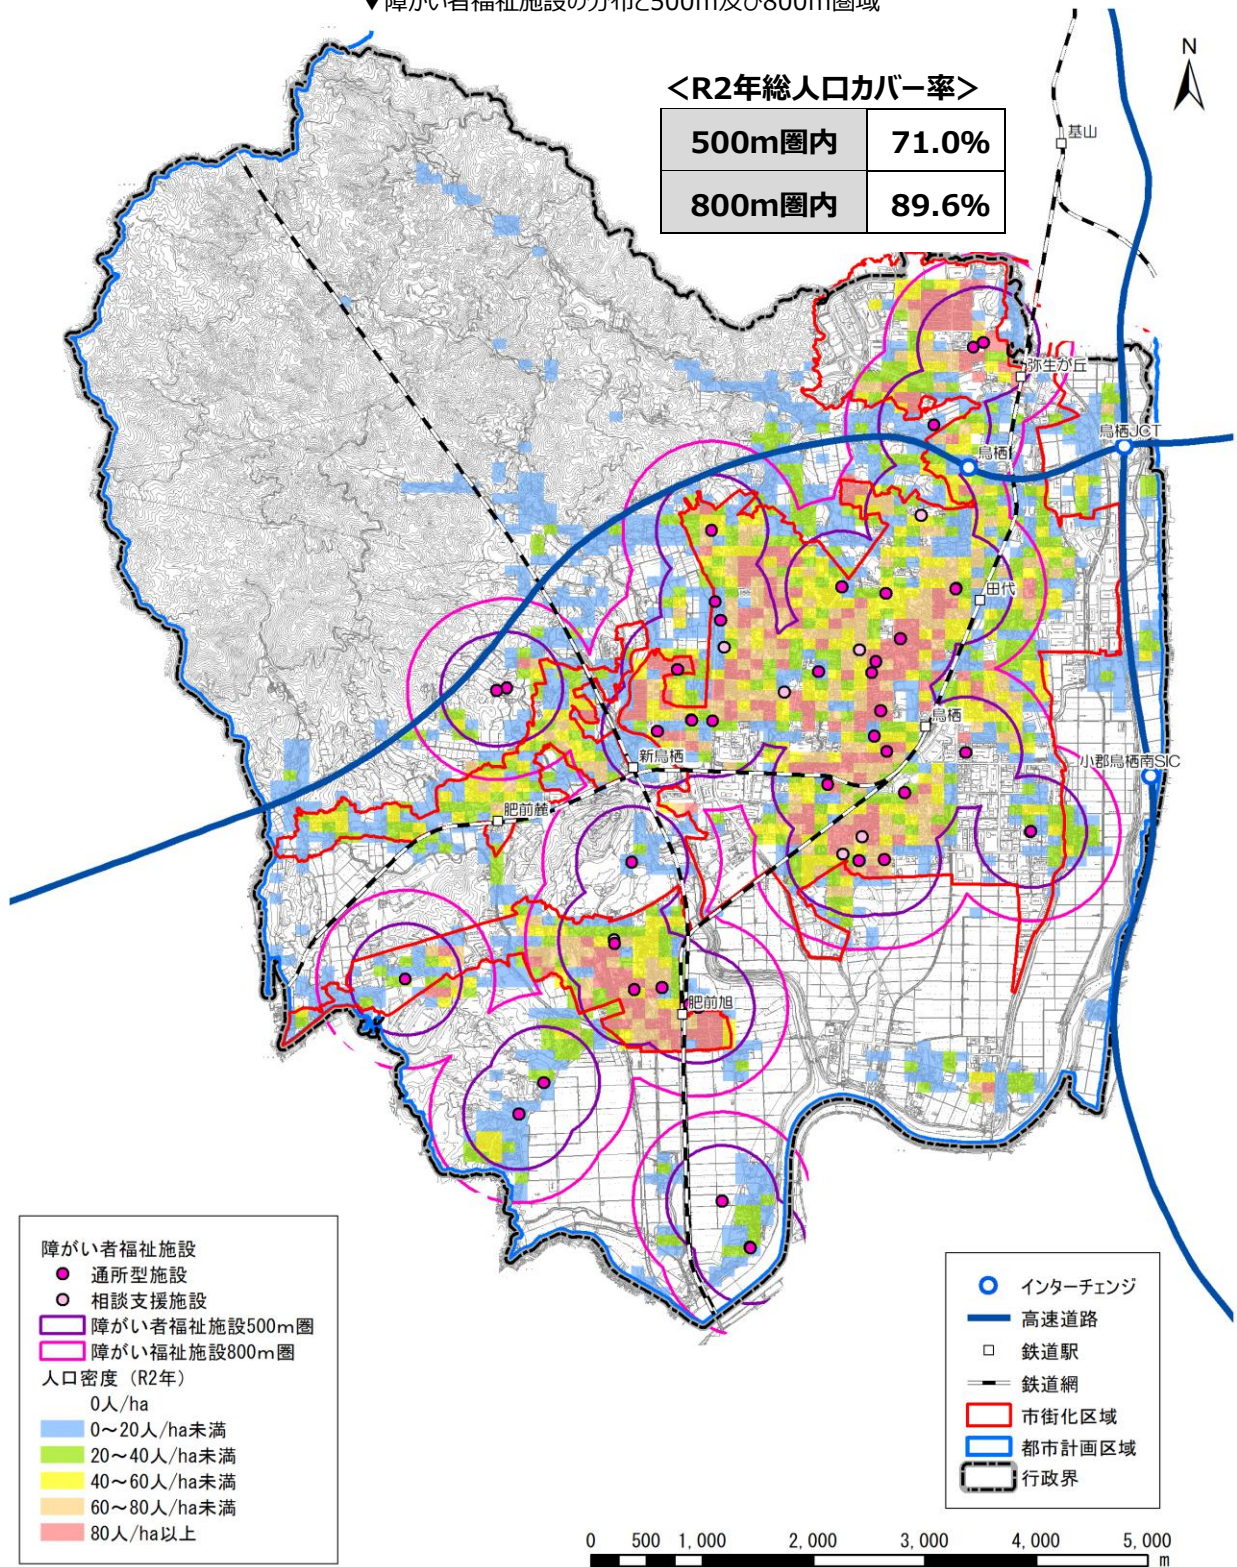 ▼障がい者福祉施設の分布と500m及び800m圏域
N
＜R2年総人口カバー率＞
500m圏内 71.0%
800m圏内 89.6%
基山
弥生が丘
鳥栖JCT
鳥栖
田代
鳥栖
小郡鳥栖南SIC
新鳥栖
肥前麓
肥前旭
障がい者福祉施設
通所型施設
相談支援施設
障がい者福祉施設500m圏
障がい福祉施設800m圏
人口密度（R2年）
0人/ha
0～20人/ha未満
20～40人/ha未満
40～60人/ha未満
60～80人/ha未満
80人/ha以上
インターチェンジ
高速道路
鉄道駅
鉄道網
市街化区域
都市計画区域
行政界
0 500 1,000 2,000 3,000 4,000 5,000
m